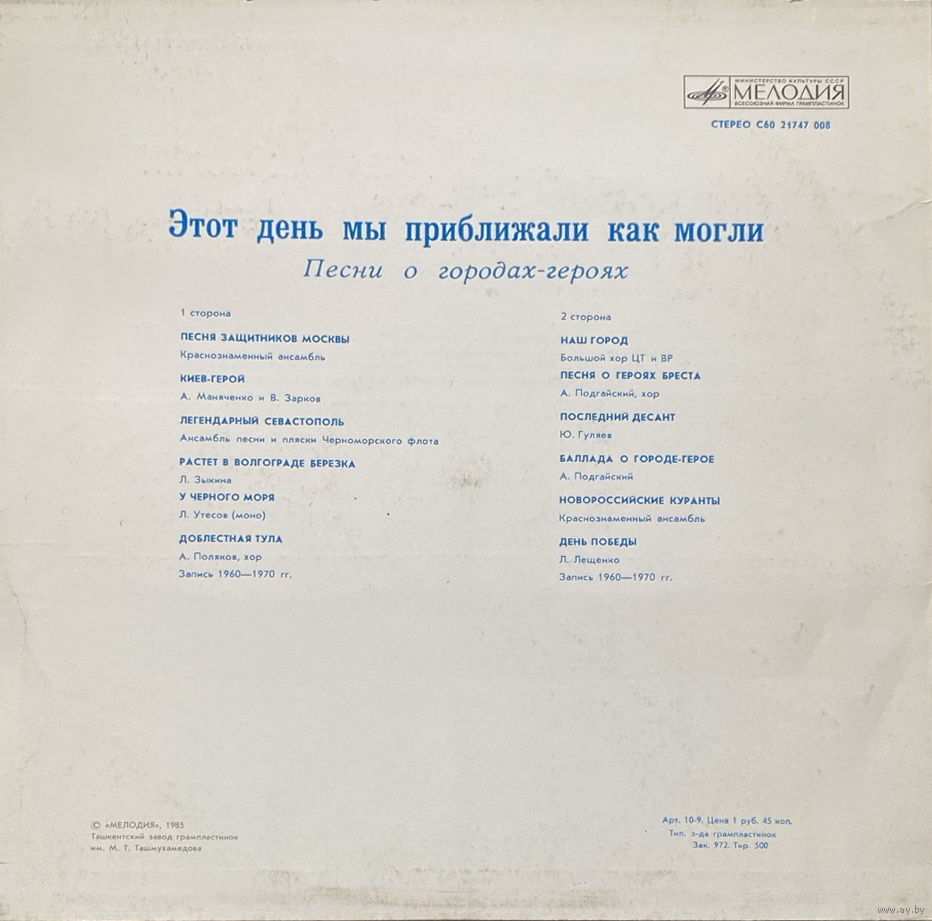 МИНИСТЕРСТВО КУЛЬТУРЫ СССР
МЕЛОДИЯ
ВСЕСОЮЗНАЯ ФИРМА ГРАМПЛАСТИНОК
СТЕРЕО С60 21747 008
Этот день мы приближали как могли
Песни о городах-героях
1 сторона
ПЕСНЯ ЗАЩИТНИКОВ МОСКВЫ
Краснознаменный ансамбль
КИЕВ-ГЕРОЙ
А. Маняченко и В. Зарков
ЛЕГЕНДАРНЫЙ СЕВАСТОПОЛЬ
Ансамбль песни и пляски Черноморского флота
РАСТЕТ В ВОЛГОГРАДЕ БЕРЕЗКА
Л. Зыкина
У ЧЕРНОГО МОРЯ
Л. Утесов (моно)
ДОБЛЕСТНАЯ ТУЛА
А. Поляков, хор
Запись 1960—1970 гг.
2 сторона
НАШ ГОРОД
Большой хор ЦТ и ВР
ПЕСНЯ О ГЕРОЯХ БРЕСТА
А. Подгайский, хор
ПОСЛЕДНИЙ ДЕСАНТ
Ю. Гуляев
БАЛЛАДА О ГОРОДЕ-ГЕРОЕ
А. Подгайский
НОВОРОССИЙСКИЕ КУРАНТЫ
Краснознаменный ансамбль
ДЕНЬ ПОБЕДЫ
Л. Лещенко
Запись 1960—1970 гг.
© «МЕЛОДИЯ», 1985
Ташкентский завод грампластинок
им. М. Т. Ташмухамедова
Арт. 10-9. Цена 1 руб. 45 коп.
Тип. з-да грампластинок
Зак. 972. Тир. 500
www.ay.by